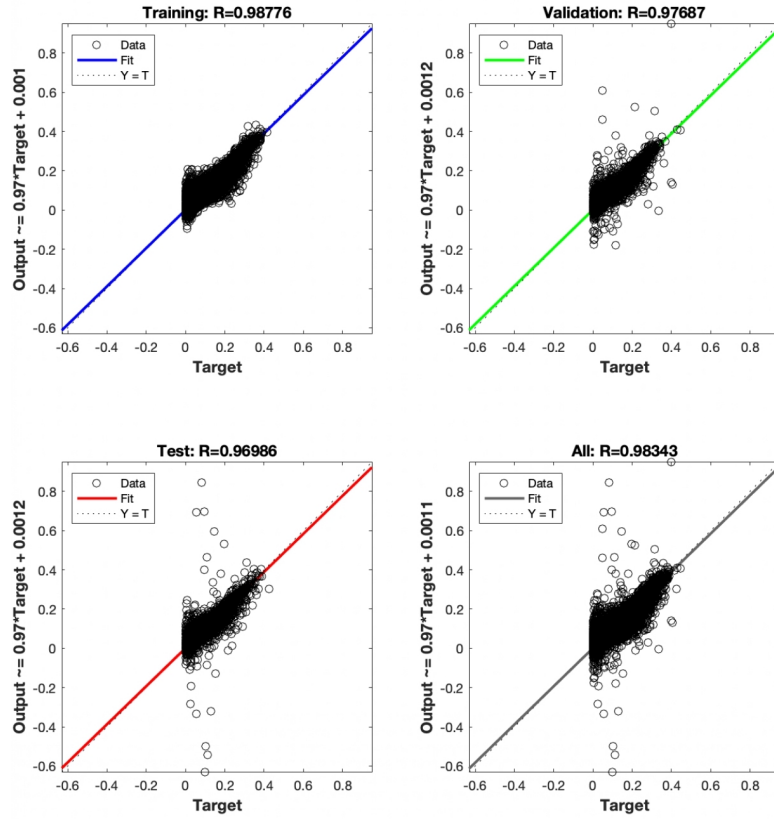 Training: R=0.98776
Output ~= 0.97*Target + 0.001
0.8
0.6
0.4
0.2
0
-0.2
-0.4
-0.6
Data
Fit
Y = T
-0.6 -0.4 -0.2 0 0.2 0.4 0.6 0.8
Target
Validation: R=0.97687
Output ~= 0.97*Target + 0.0012
0.8
0.6
0.4
0.2
0
-0.2
-0.4
-0.6
Data
Fit
Y = T
-0.6 -0.4 -0.2 0 0.2 0.4 0.6 0.8
Target
Test: R=0.96986
Output ~= 0.97*Target + 0.0012
0.8
0.6
0.4
0.2
0
-0.2
-0.4
-0.6
Data
Fit
Y = T
-0.6 -0.4 -0.2 0 0.2 0.4 0.6 0.8
Target
All: R=0.98343
Output ~= 0.97*Target + 0.0011
0.8
0.6
0.4
0.2
0
-0.2
-0.4
-0.6
Data
Fit
Y = T
-0.6 -0.4 -0.2 0 0.2 0.4 0.6 0.8
Target